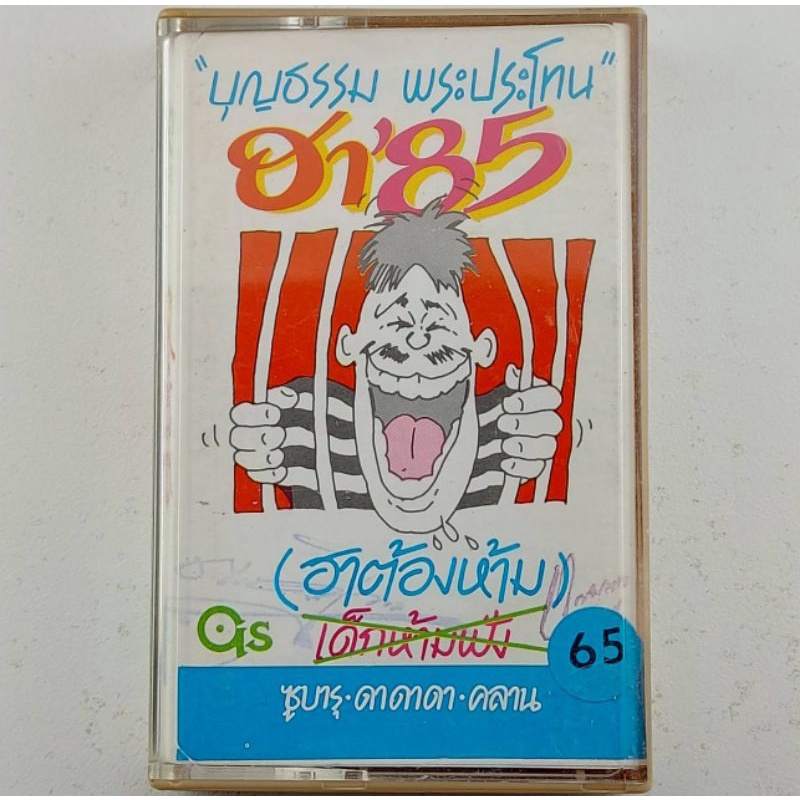 "บุญธรรม พระประโทน"
ฮา'85
(ฮาต้องห้าม)
GS
เด็กห้ามฟัง
65
ซูบารุ·ดาดาดา·คลาน